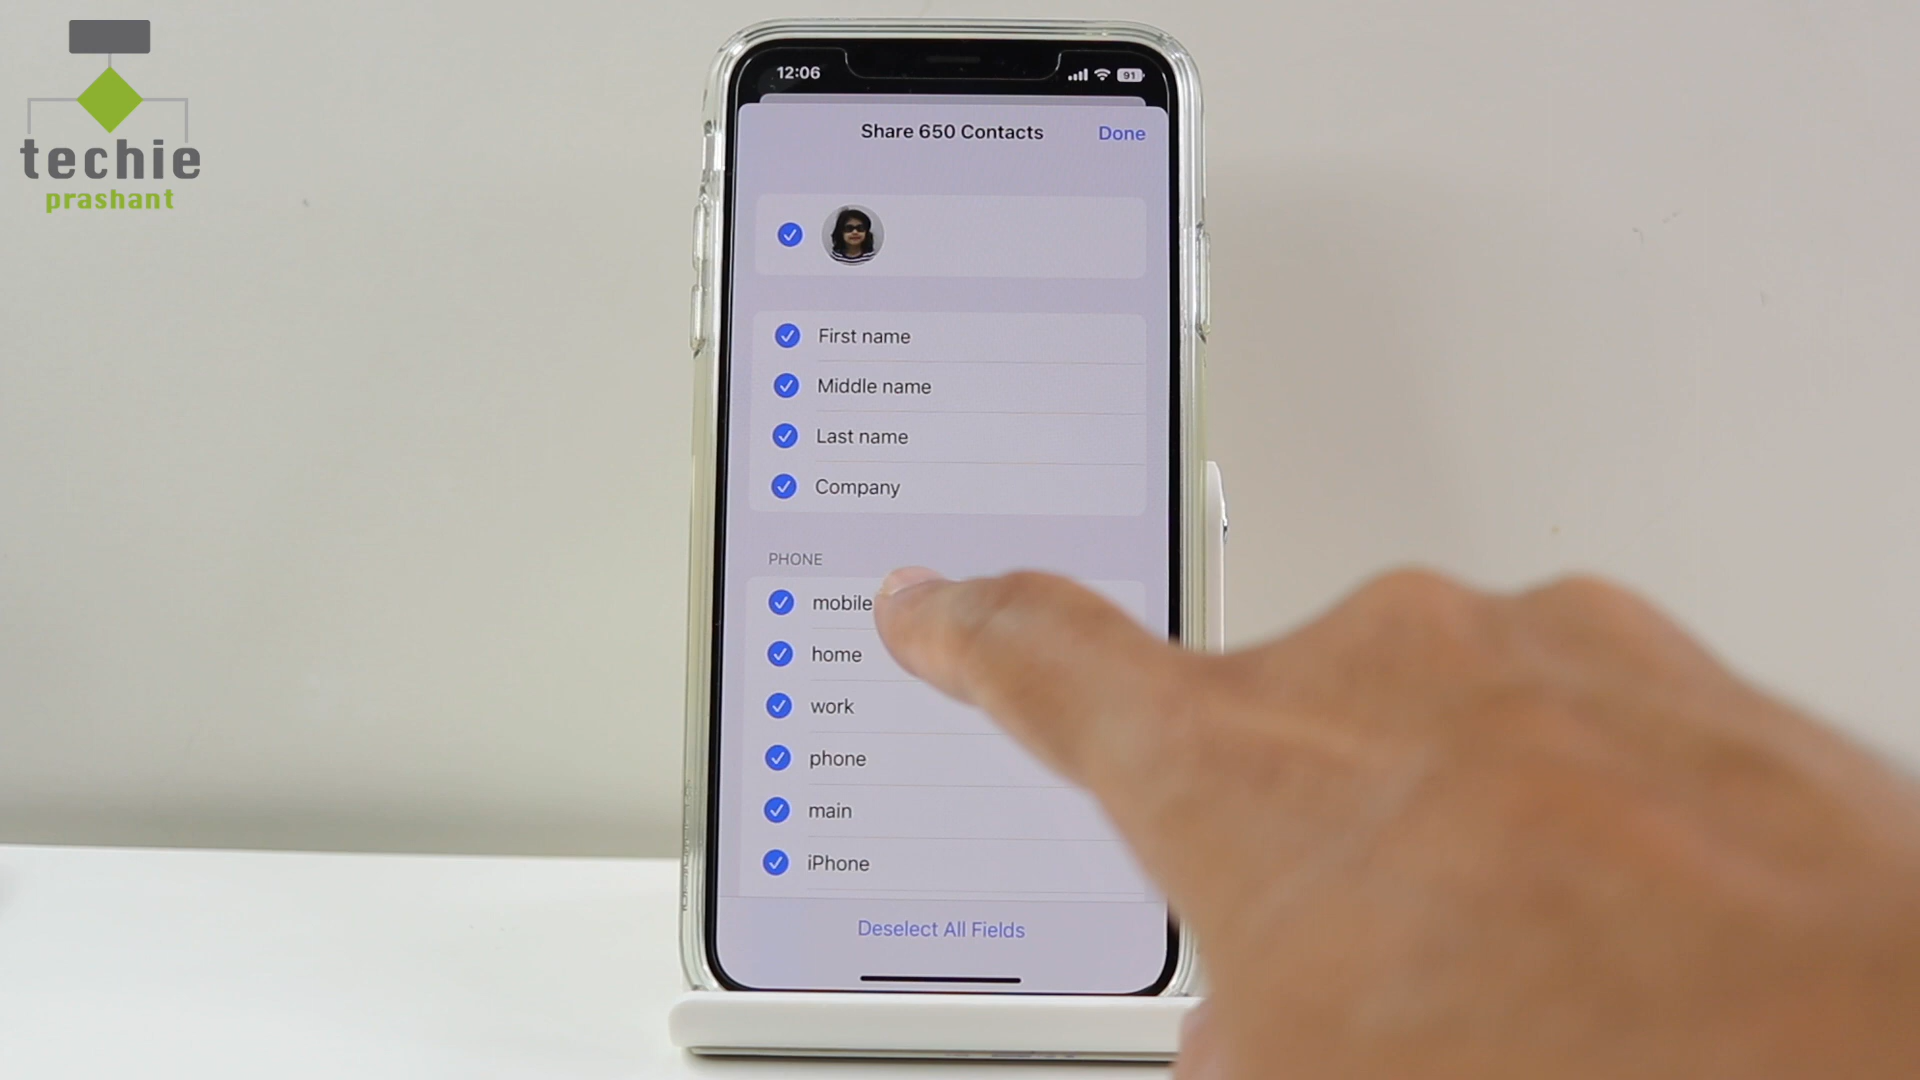 techie
prashant
12:06
91
Share 650 Contacts
Done
First name
Middle name
Last name
Company
PHONE
mobile
home
work
phone
main
iPhone
Deselect All Fields